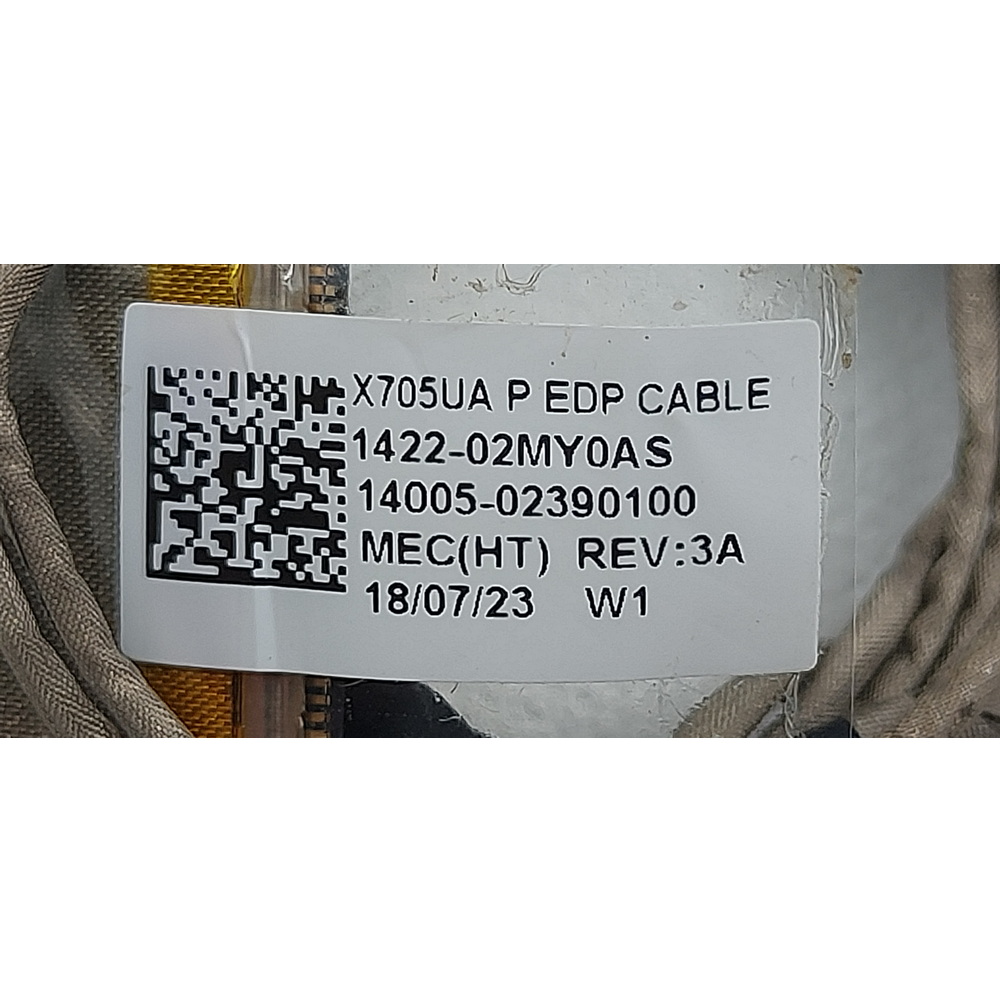 X705UA P EDP CABLE
1422-02MY0AS
14005-02390100
MEC(HT) REV:3A
18/07/23 W1